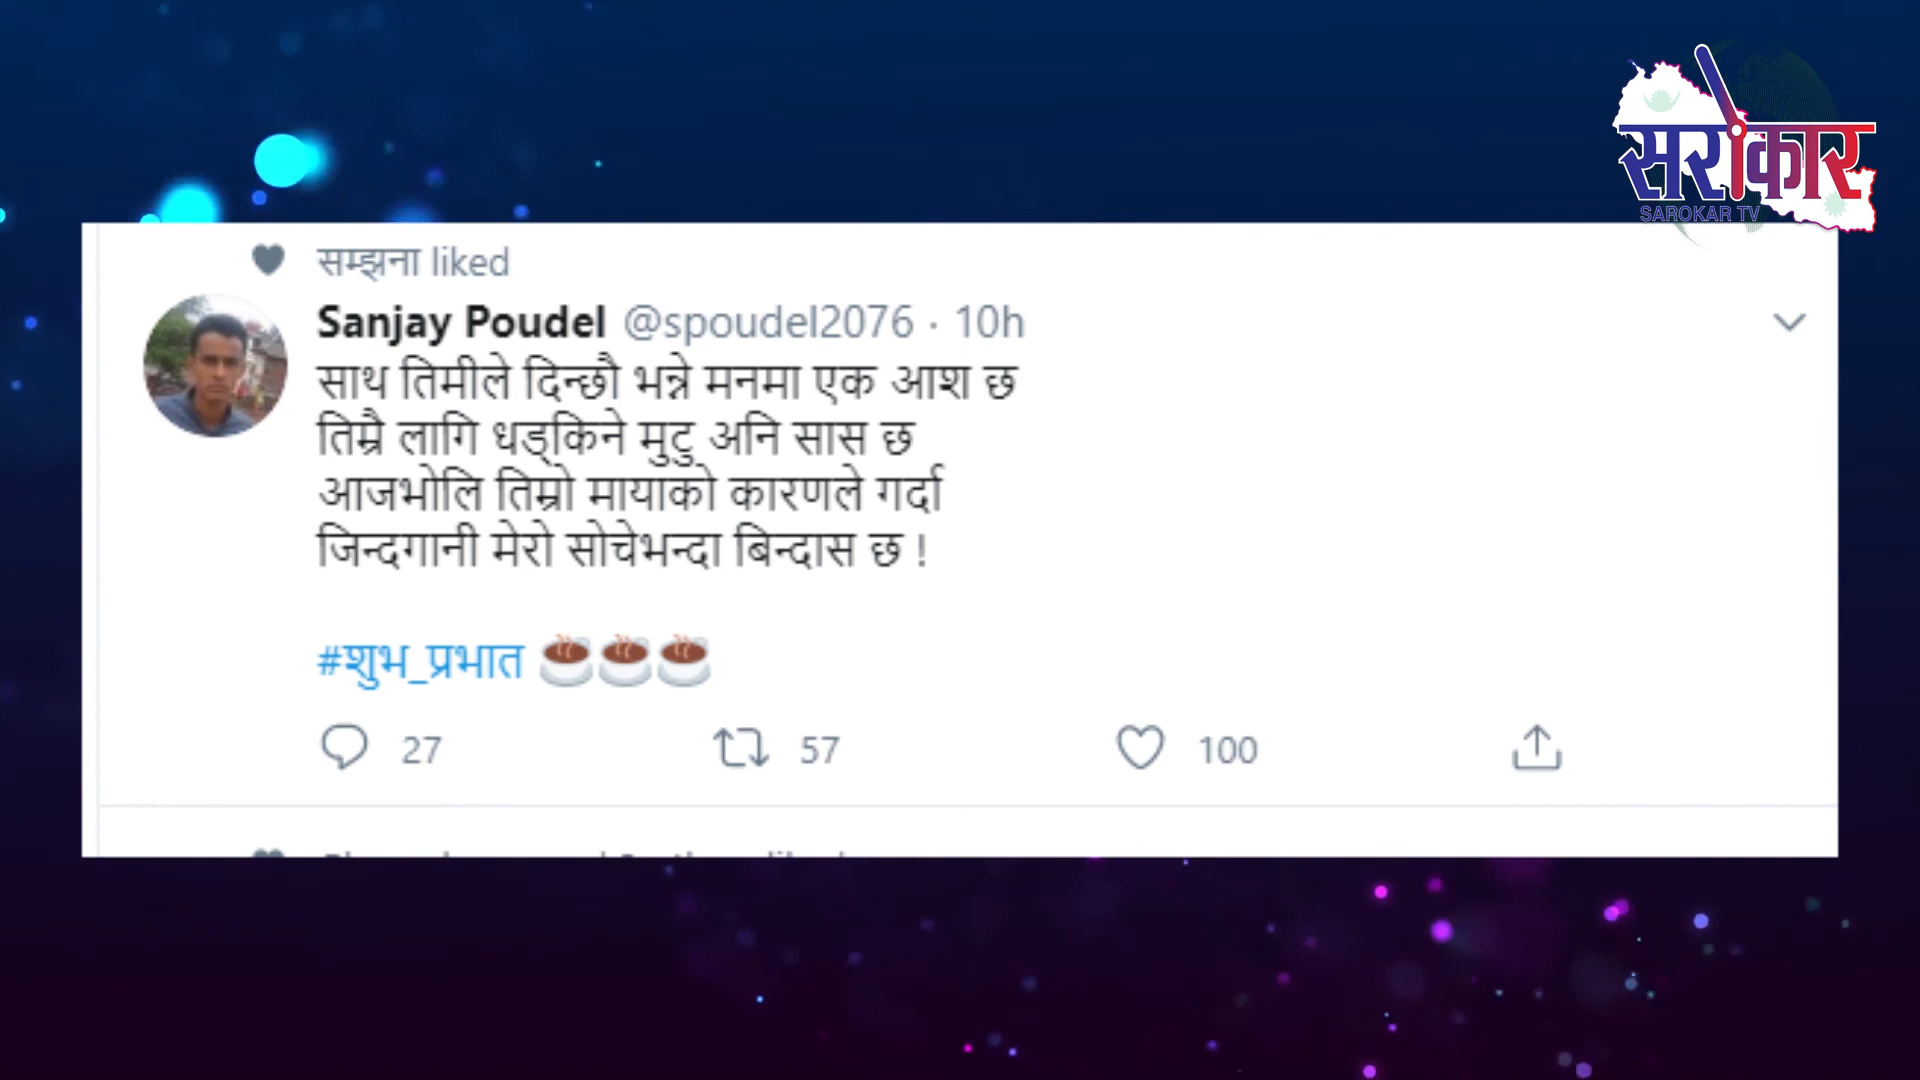 सरोकार
SAROKAR TV
सम्झना liked
Sanjay Poudel @spoudel2076 · 10h
साथ तिमीले दिन्छौ भन्ने मनमा एक आश छ
तिम्रै लागि धड्किने मुटु अनि सास छ
आजभोलि तिम्रो मायाको कारणले गर्दा
जिन्दगानी मेरो सोचेभन्दा बिन्दास छ !
#शुभ_प्रभात ☕☕☕
27 57 100